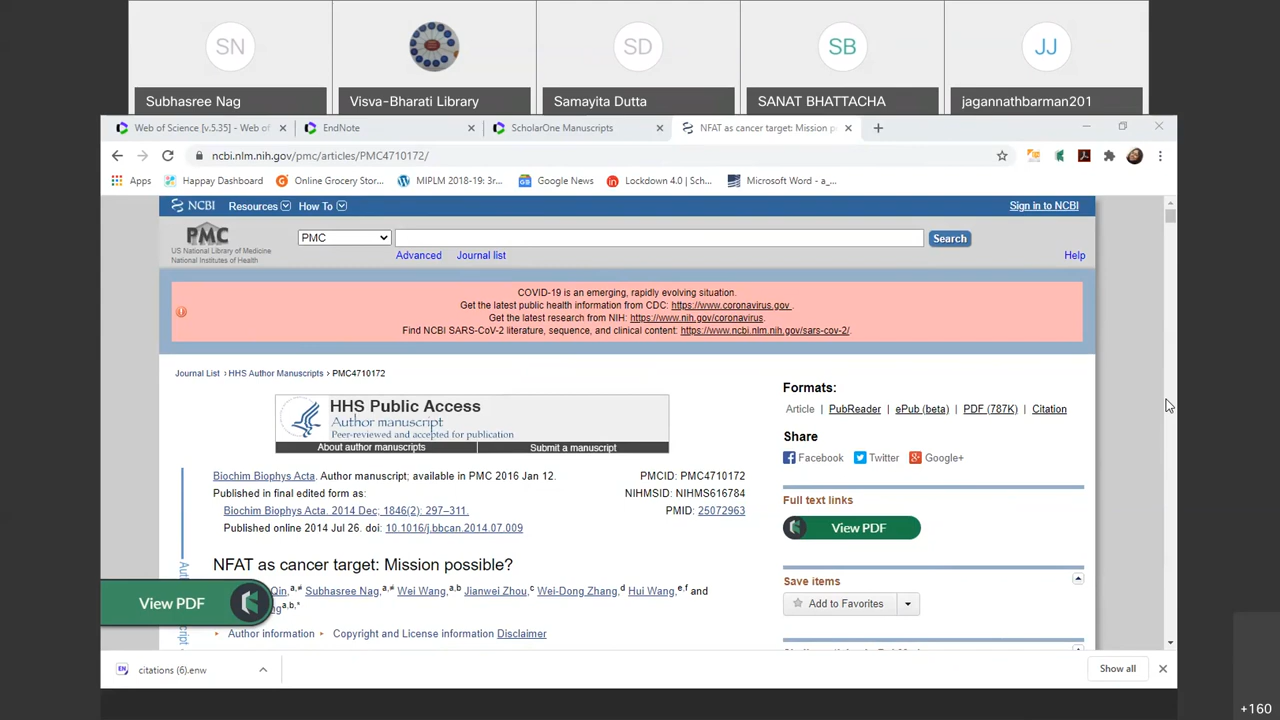 SN
SD
SB
JJ
Subhasree Nag
Visva-Bharati Library
Samayita Dutta
SANAT BHATTACHA
jagannathbarman201
Web of Science [v.5.35] - Web of
EndNote
ScholarOne Manuscripts
NFAT as cancer target: Mission p
ncbi.nlm.nih.gov/pmc/articles/PMC4710172/
Apps
Happay Dashboard
Online Grocery Stor...
MIPLM 2018-19: 3r...
Google News
Lockdown 4.0 | Sch...
Microsoft Word - a_...
NCBI
Resources
How To
Sign in to NCBI
PMC
US National Library of Medicine
National Institutes of Health
PMC
Search
Advanced
Journal list
Help
COVID-19 is an emerging, rapidly evolving situation.
Get the latest public health information from CDC: https://www.coronavirus.gov .
Get the latest research from NIH: https://www.nih.gov/coronavirus.
Find NCBI SARS-CoV-2 literature, sequence, and clinical content: https://www.ncbi.nlm.nih.gov/sars-cov-2/.
Journal List › HHS Author Manuscripts › PMC4710172
HHS Public Access
Author manuscript
Peer-reviewed and accepted for publication
About author manuscripts
Submit a manuscript
Biochim Biophys Acta. Author manuscript; available in PMC 2016 Jan 12.
PMCID: PMC4710172
Published in final edited form as:
NIHMSID: NIHMS616784
Biochim Biophys Acta. 2014 Dec; 1846(2): 297–311.
PMID: 25072963
Published online 2014 Jul 26. doi: 10.1016/j.bbcan.2014.07.009
NFAT as cancer target: Mission possible?
Qin,a,≠ Subhasree Nag,a,≠ Wei Wang,a,b Jianwei Zhou,c Wei-Dong Zhang,d Hui Wang,e,f and
a,b,*
Author information
Copyright and License information Disclaimer
Formats:
Article | PubReader | ePub (beta) | PDF (787K) | Citation
Share
Facebook
Twitter
Google+
Full text links
View PDF
Save items
Add to Favorites
View PDF
citations (6).enw
Show all
+160